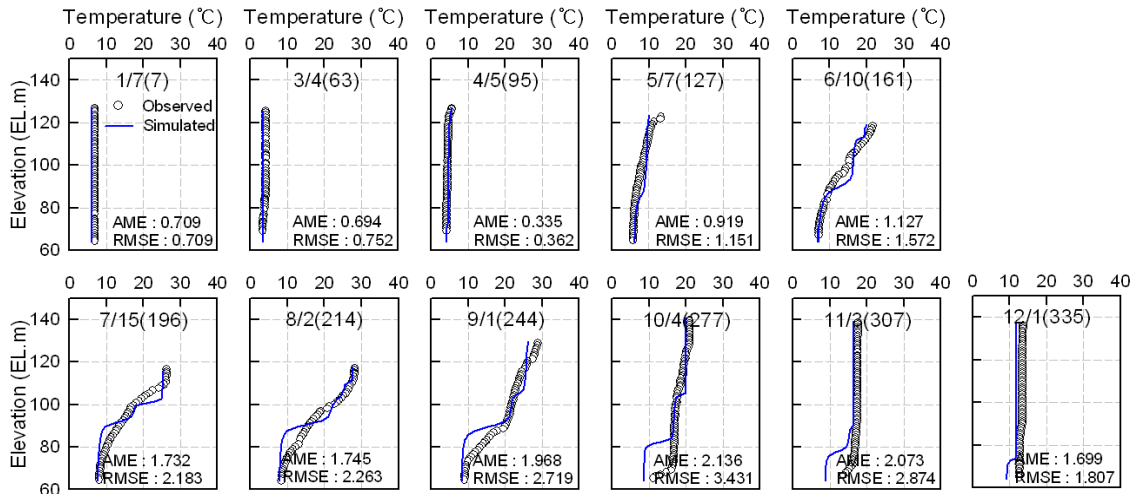 Temperature (℃) Temperature (℃) Temperature (℃) Temperature (℃) Temperature (℃)
0 10 20 30 40 0 10 20 30 40 0 10 20 30 40 0 10 20 30 40 0 10 20 30 40
Elevation (EL.m)
140
120
100
80
60
1/7(7)
Observed
Simulated
AME : 0.709
RMSE : 0.709
3/4(63)
AME : 0.694
RMSE : 0.752
4/5(95)
AME : 0.335
RMSE : 0.362
5/7(127)
AME : 0.919
RMSE : 1.151
6/10(161)
AME : 1.127
RMSE : 1.572
0 10 20 30 40 0 10 20 30 40 0 10 20 30 40 0 10 20 30 40 0 10 20 30 40 0 10 20 30 40
Elevation (EL.m)
140
120
100
80
60
7/15(196)
AME : 1.732
RMSE : 2.183
8/2(214)
AME : 1.745
RMSE : 2.263
9/1(244)
AME : 1.968
RMSE : 2.719
10/4(277)
AME : 2.136
RMSE : 3.431
11/3(307)
AME : 2.073
RMSE : 2.874
12/1(335)
AME : 1.699
RMSE : 1.807